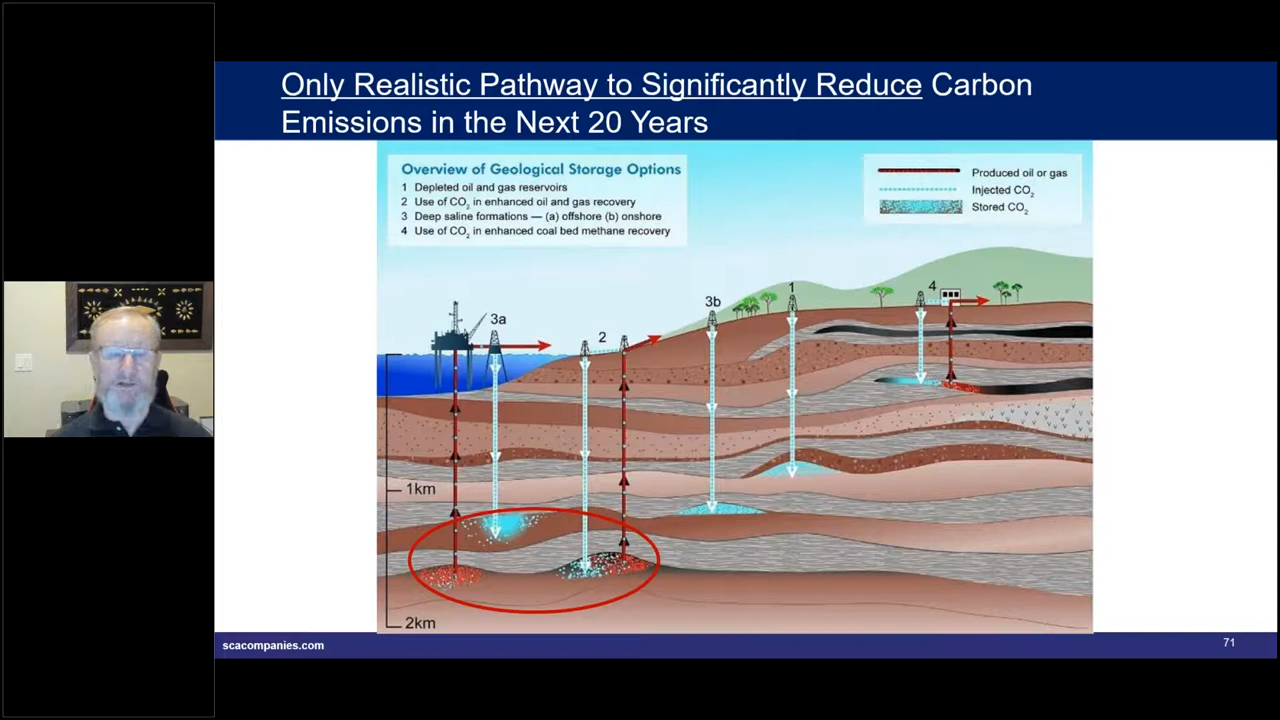 Only Realistic Pathway to Significantly Reduce Carbon
Emissions in the Next 20 Years
Overview of Geological Storage Options
1 Depleted oil and gas reservoirs
2 Use of CO2 in enhanced oil and gas recovery
3 Deep saline formations — (a) offshore (b) onshore
4 Use of CO2 in enhanced coal bed methane recovery
Produced oil or gas
Injected CO2
Stored CO2
4
1
3b
3a
2
1km
2km
scacompanies.com
71